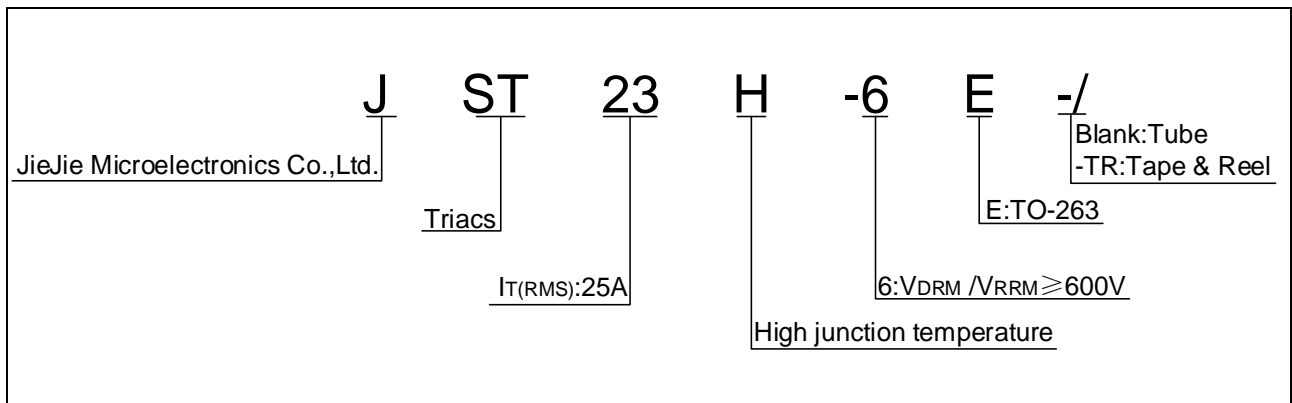 J ST 23 H -6 E -/
Blank:Tube
JieJie Microelectronics Co.,Ltd.
-TR:Tape & Reel
Triacs
E:TO-263
IT(RMS):25A
6:VDRM /VRRM≥600V
High junction temperature